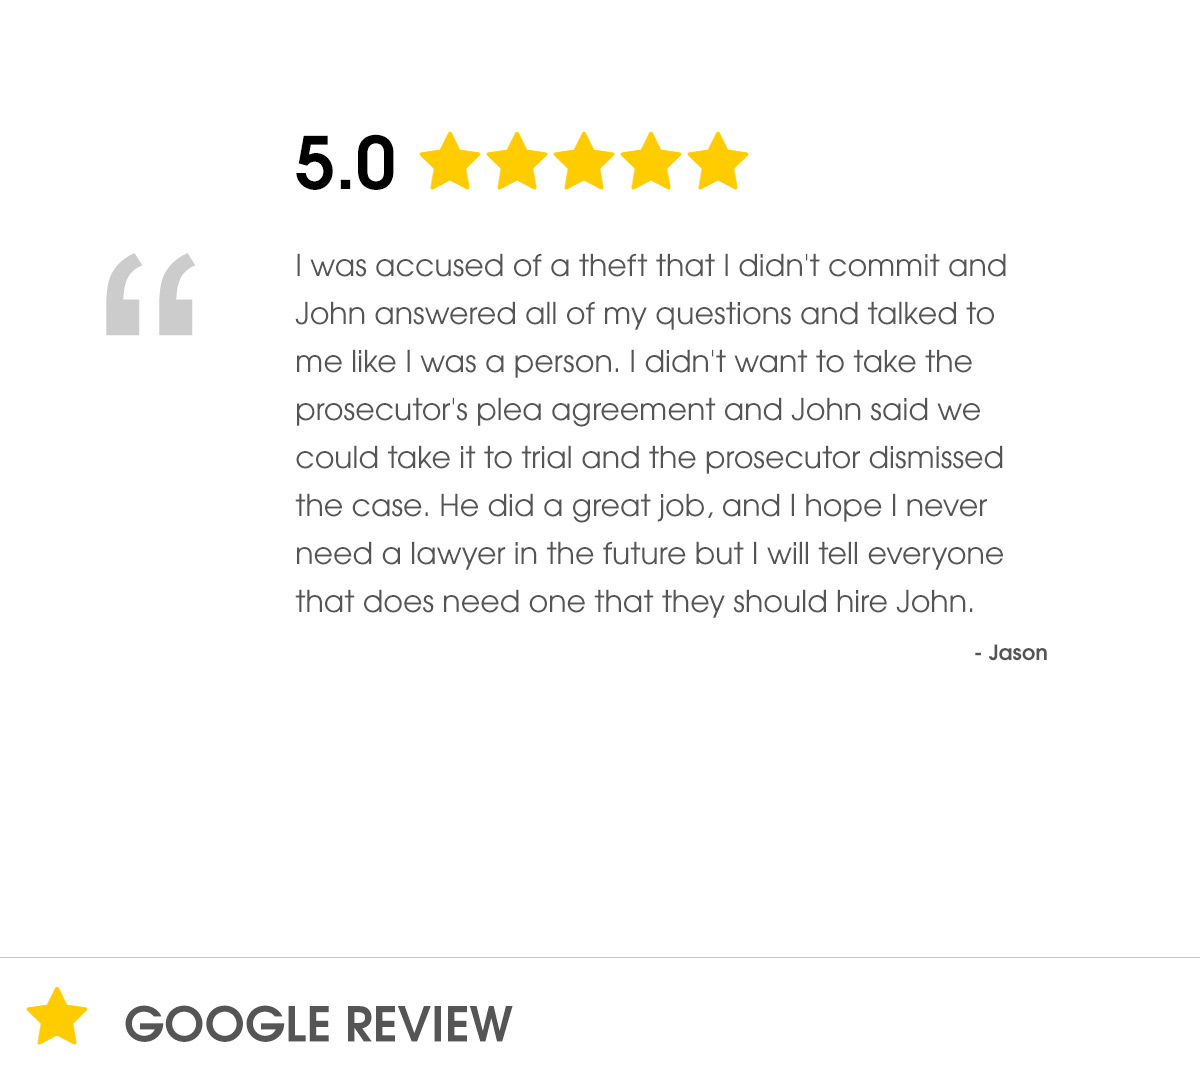 5.0
“
I was accused of a theft that I didn't commit and
John answered all of my questions and talked to
me like I was a person. I didn't want to take the
prosecutor's plea agreement and John said we
could take it to trial and the prosecutor dismissed
the case. He did a great job, and I hope I never
need a lawyer in the future but I will tell everyone
that does need one that they should hire John.
- Jason
GOOGLE REVIEW